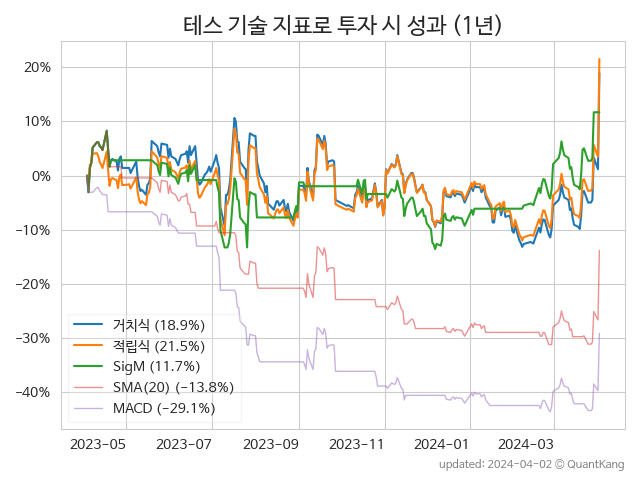 테스 기술 지표로 투자 시 성과 (1년)
20%
10%
0%
−10%
−20%
−30%
−40%
거치식 (18.9%)
적립식 (21.5%)
SigM (11.7%)
SMA(20) (−13.8%)
MACD (−29.1%)
2023−05
2023−07
2023−09
2023−11
2024−01
2024−03
updated: 2024−04−02 © QuantKang